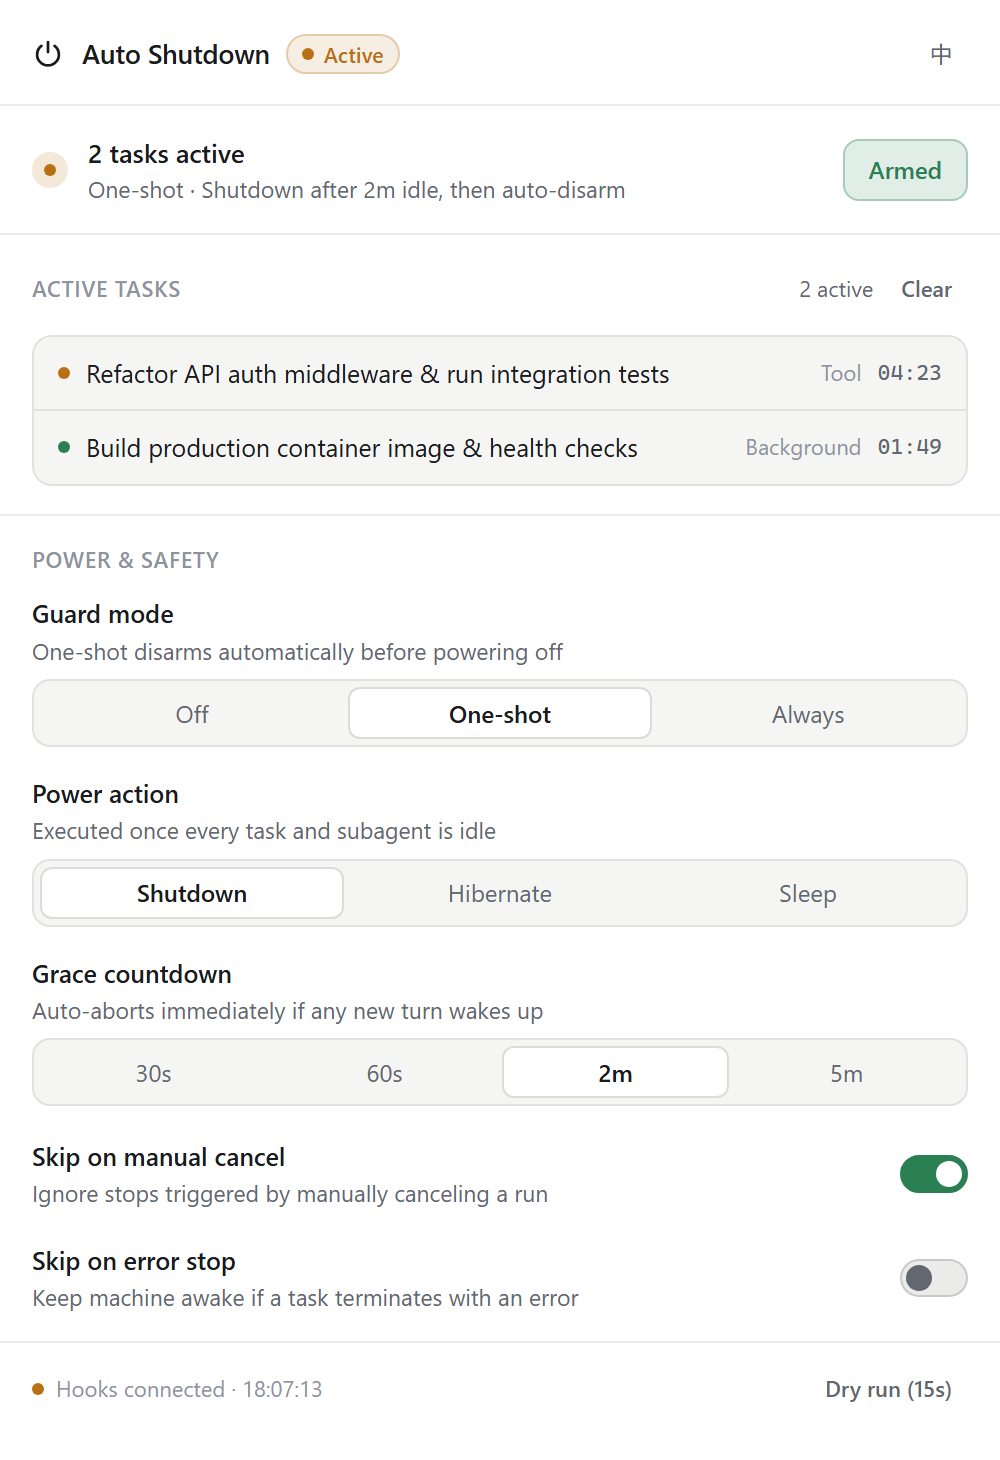 Auto Shutdown
Active
中
2 tasks active
One-shot · Shutdown after 2m idle, then auto-disarm
Armed
ACTIVE TASKS
2 active
Clear
Refactor API auth middleware & run integration tests
Tool
04:23
Build production container image & health checks
Background
01:49
POWER & SAFETY
Guard mode
One-shot disarms automatically before powering off
Off
One-shot
Always
Power action
Executed once every task and subagent is idle
Shutdown
Hibernate
Sleep
Grace countdown
Auto-aborts immediately if any new turn wakes up
30s
60s
2m
5m
Skip on manual cancel
Ignore stops triggered by manually canceling a run
Skip on error stop
Keep machine awake if a task terminates with an error
Hooks connected · 18:07:13
Dry run (15s)